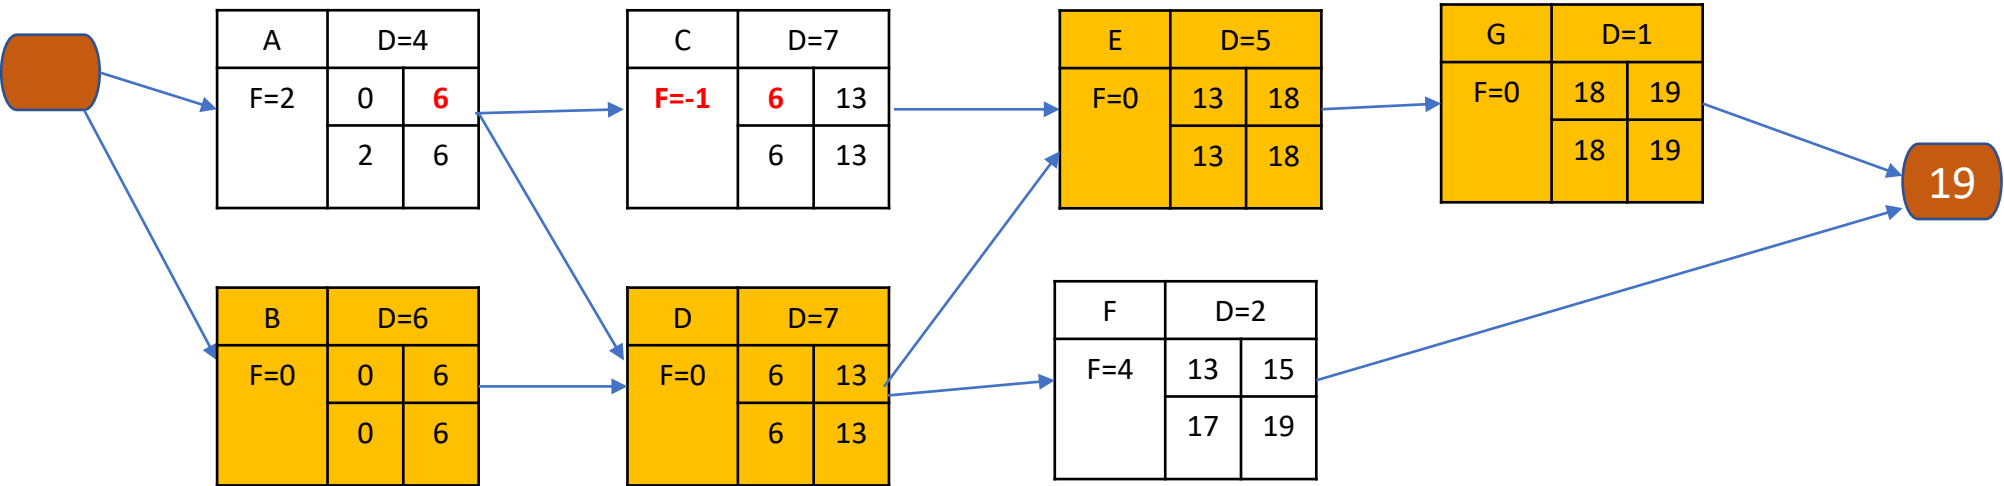 A D=4
F=2 0 6
2 6
C D=7
F=-1 6 13
6 13
E D=5
F=0 13 18
13 18
G D=1
F=0 18 19
18 19
19
B D=6
F=0 0 6
0 6
D D=7
F=0 6 13
6 13
F D=2
F=4 13 15
17 19